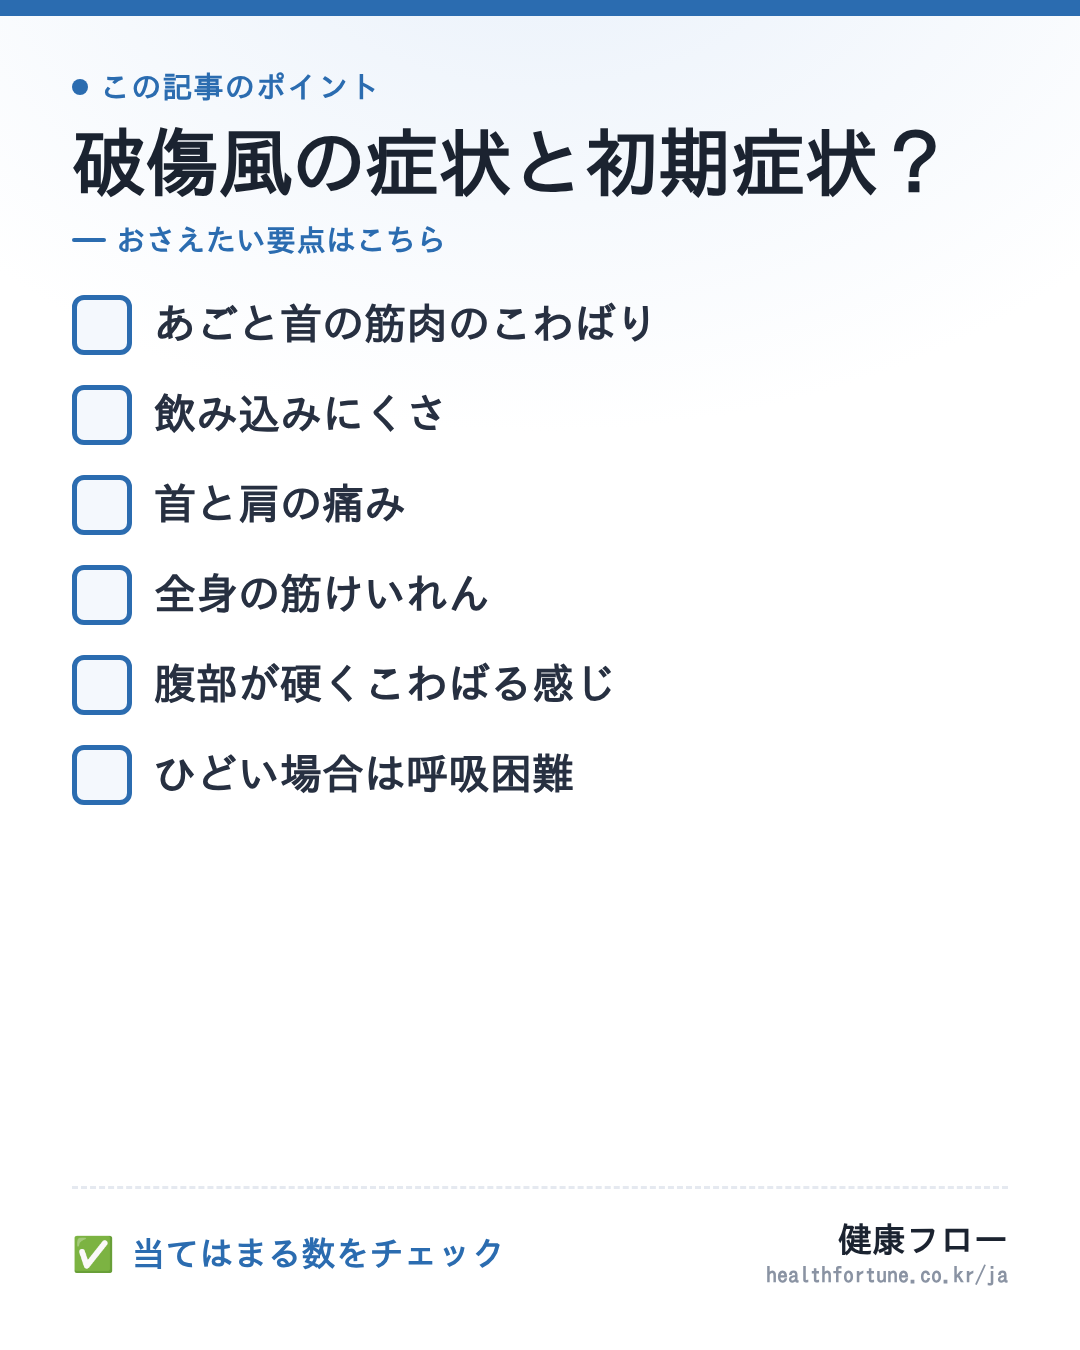 この記事のポイント
破傷風の症状と初期症状？
おさえたい要点はこちら
あごと首の筋肉のこわばり
飲み込みにくさ
首と肩の痛み
全身の筋けいれん
腹部が硬くこわばる感じ
ひどい場合は呼吸困難
✅ 当てはまる数をチェック
健康フロー
healthfortune.co.kr/ja